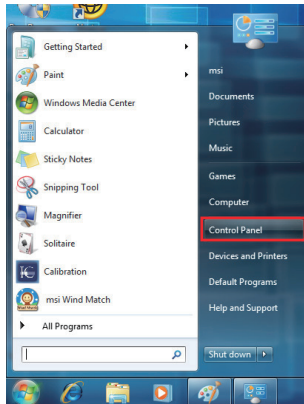 Getting Started
Paint
Windows Media Center
Calculator
Sticky Notes
Snipping Tool
Magnifier
Solitaire
Calibration
msi Wind Match
All Programs
msi
Documents
Pictures
Music
Games
Computer
Control Panel
Devices and Printers
Default Programs
Help and Support
Shut down